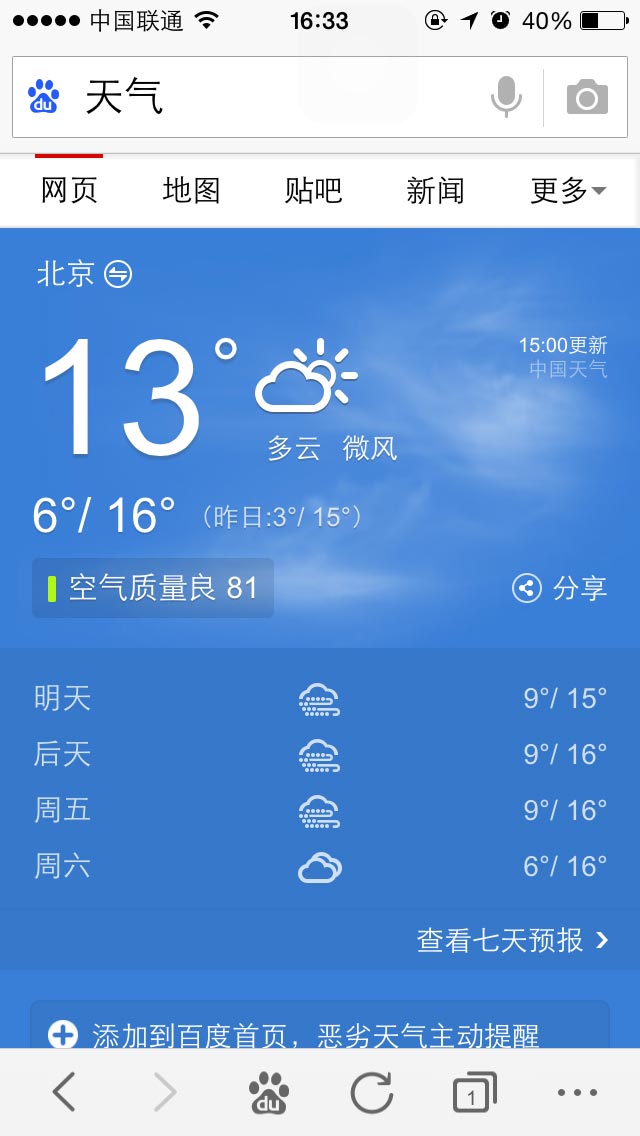 中国联通 16:33 40%
du 天气
网页 地图 贴吧 新闻 更多
北京
13°
15:00更新
中国天气
多云 微风
6°/ 16° (昨日:3°/ 15°)
空气质量良 81 分享
明天 9°/ 15°
后天 9°/ 16°
周五 9°/ 16°
周六 6°/ 16°
查看七天预报
添加到百度首页，恶劣天气主动提醒
du 1